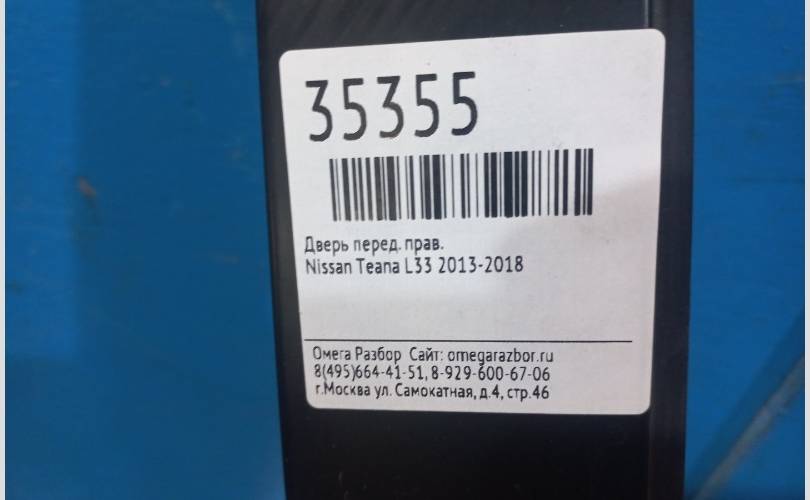 35355
Дверь перед. прав.
Nissan Teana L33 2013-2018
Омега Разбор Сайт: omegarazbor.ru
8(495)664-41-51, 8-929-600-67-06
г.Москва ул. Самокатная, д.4, стр.46